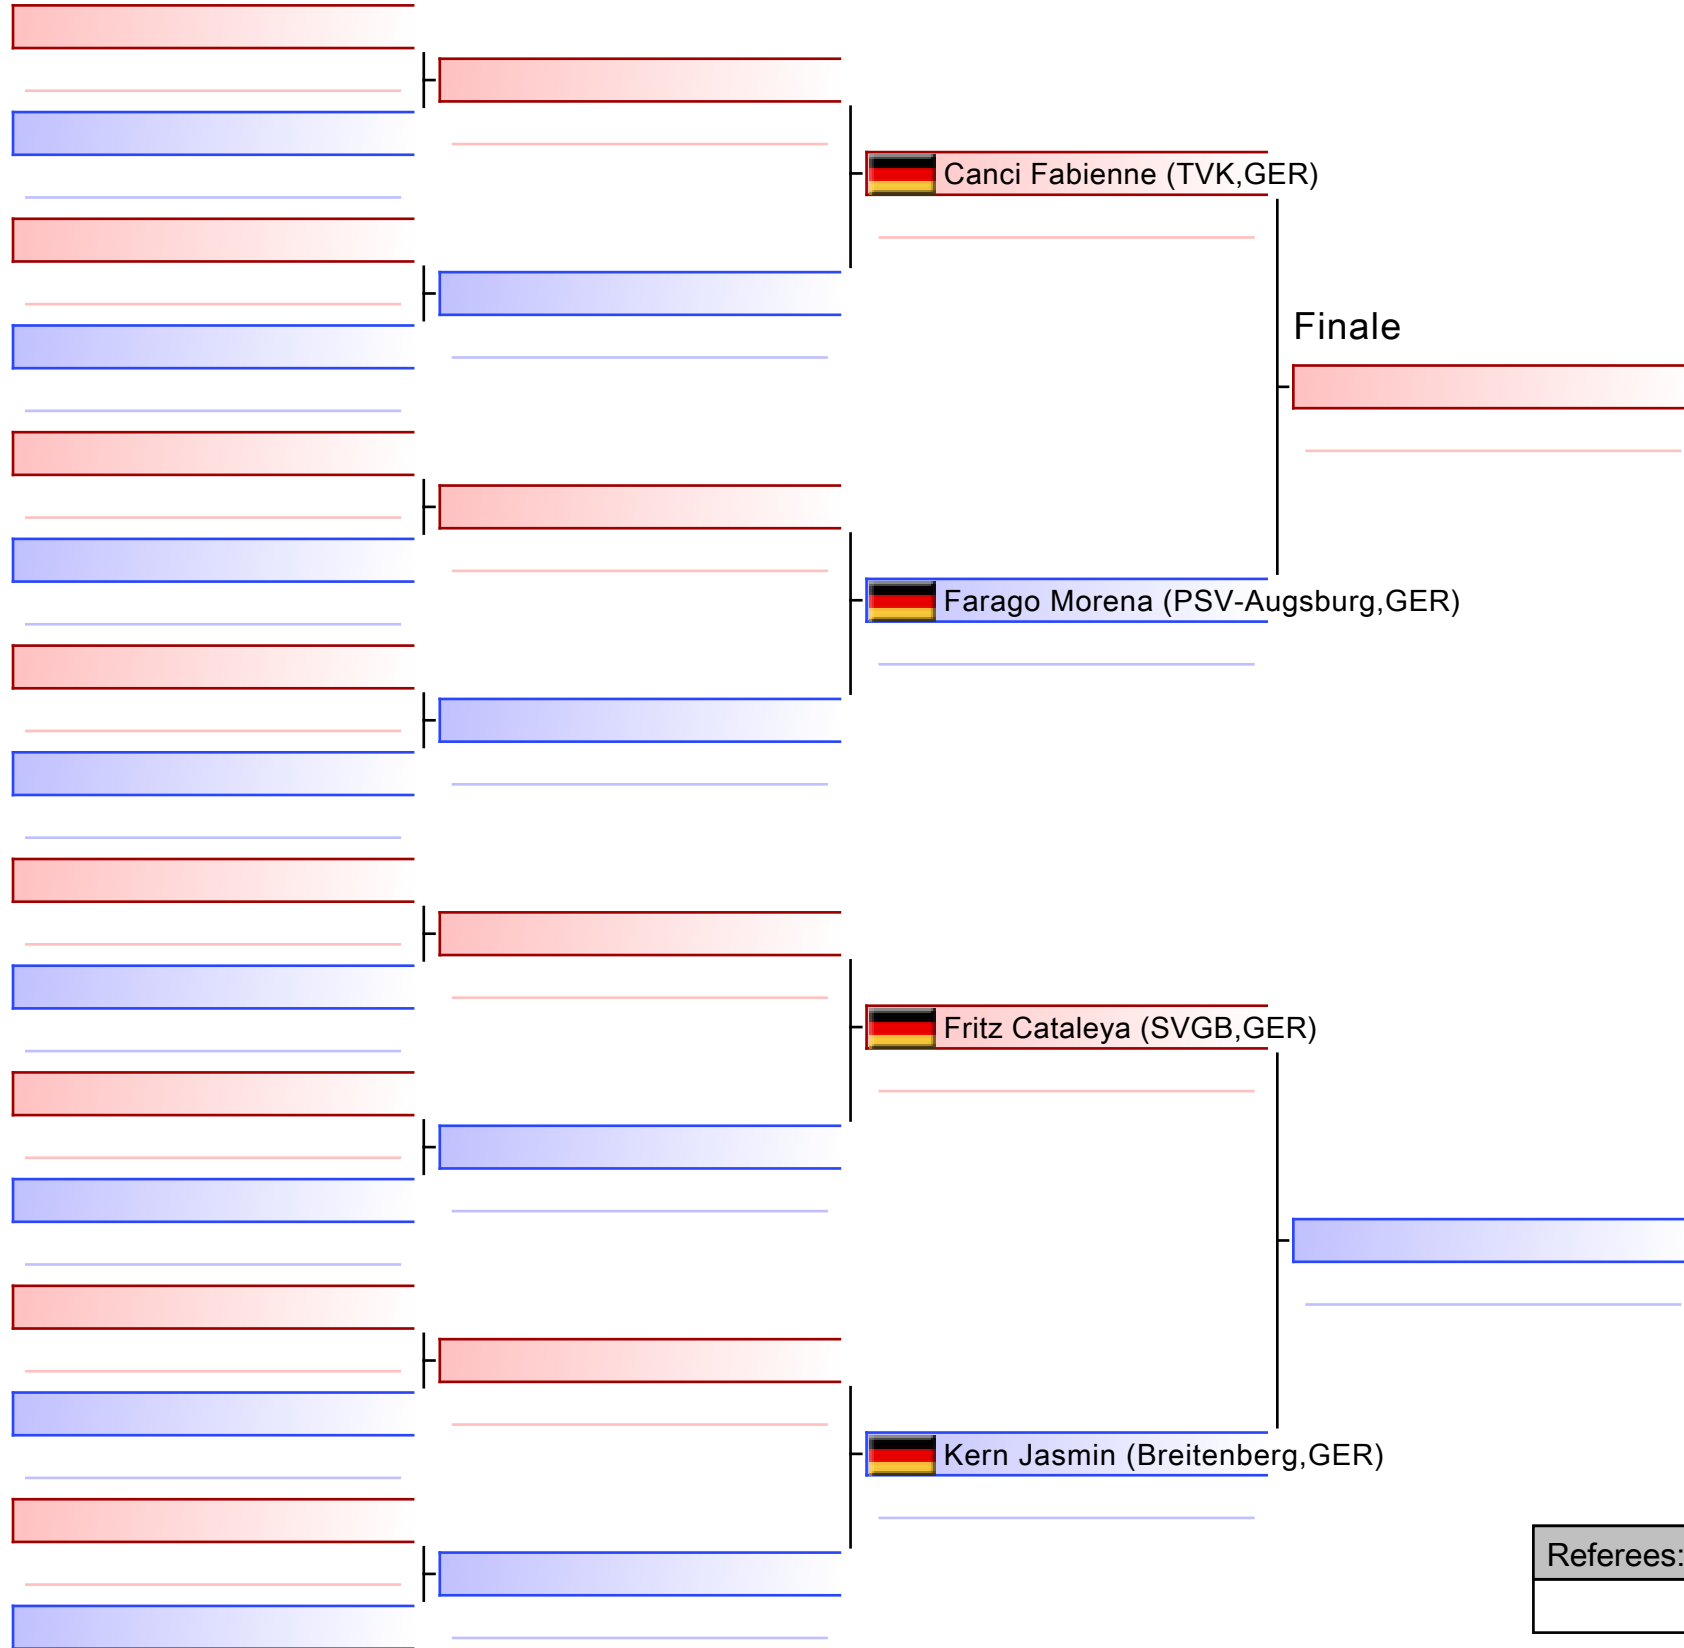 Canci Fabienne (TVK,GER)
Finale
Farago Morena (PSV-Augsburg,GER)
Fritz Cataleya (SVGB,GER)
Kern Jasmin (Breitenberg,GER)
Referees: